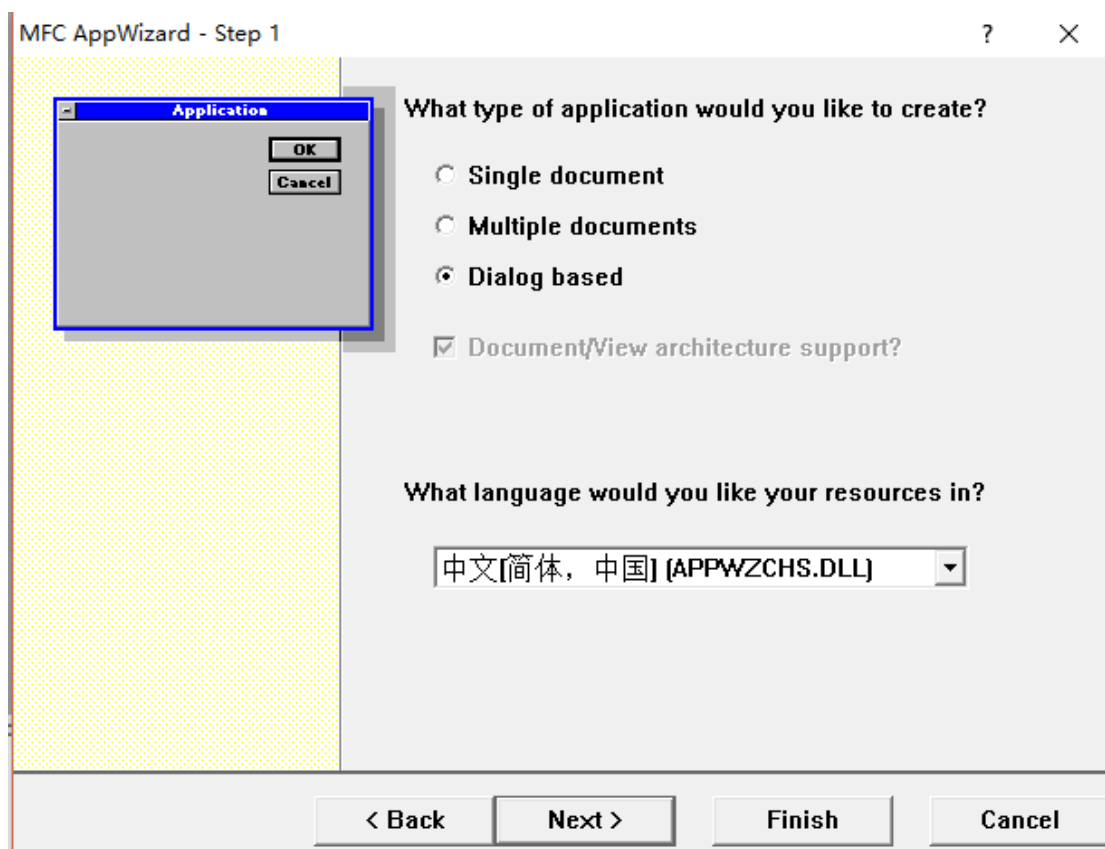 MFC AppWizard - Step 1
Application
OK
Cancel
What type of application would you like to create?
Single document
Multiple documents
Dialog based
Document/View architecture support?
What language would you like your resources in?
中文[简体，中国] (APPWZCHS.DLL)
< Back
Next >
Finish
Cancel